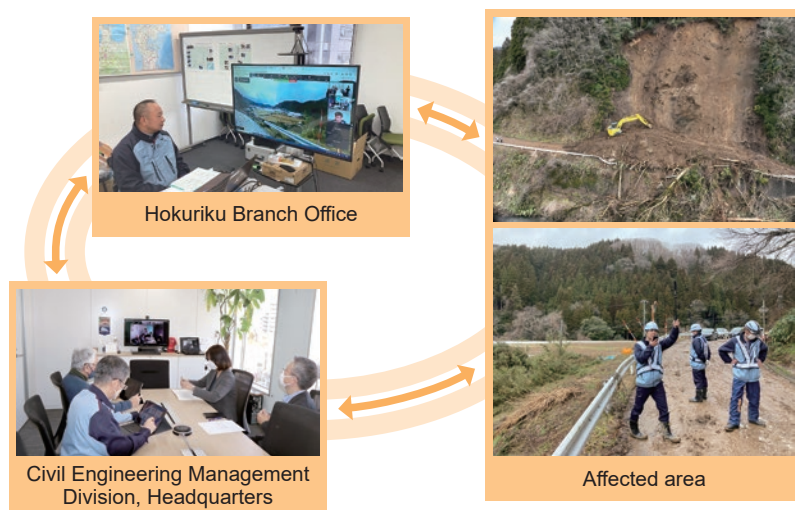 Hokuriku Branch Office
Civil Engineering Management
Division, Headquarters
Affected area